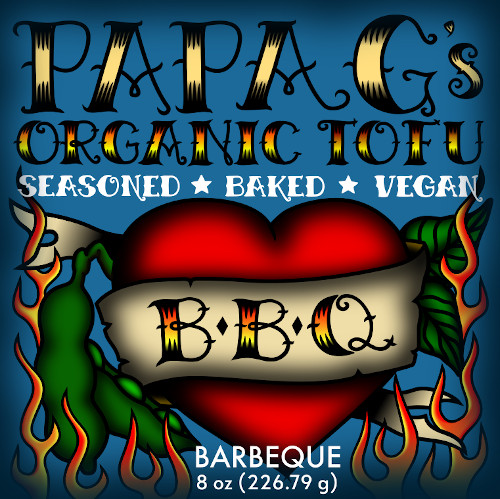 PAPA G's
ORGANIC TOFU
SEASONED ★ BAKED ★ VEGAN
B•B•Q
BARBEQUE
8 oz (226.79 g)